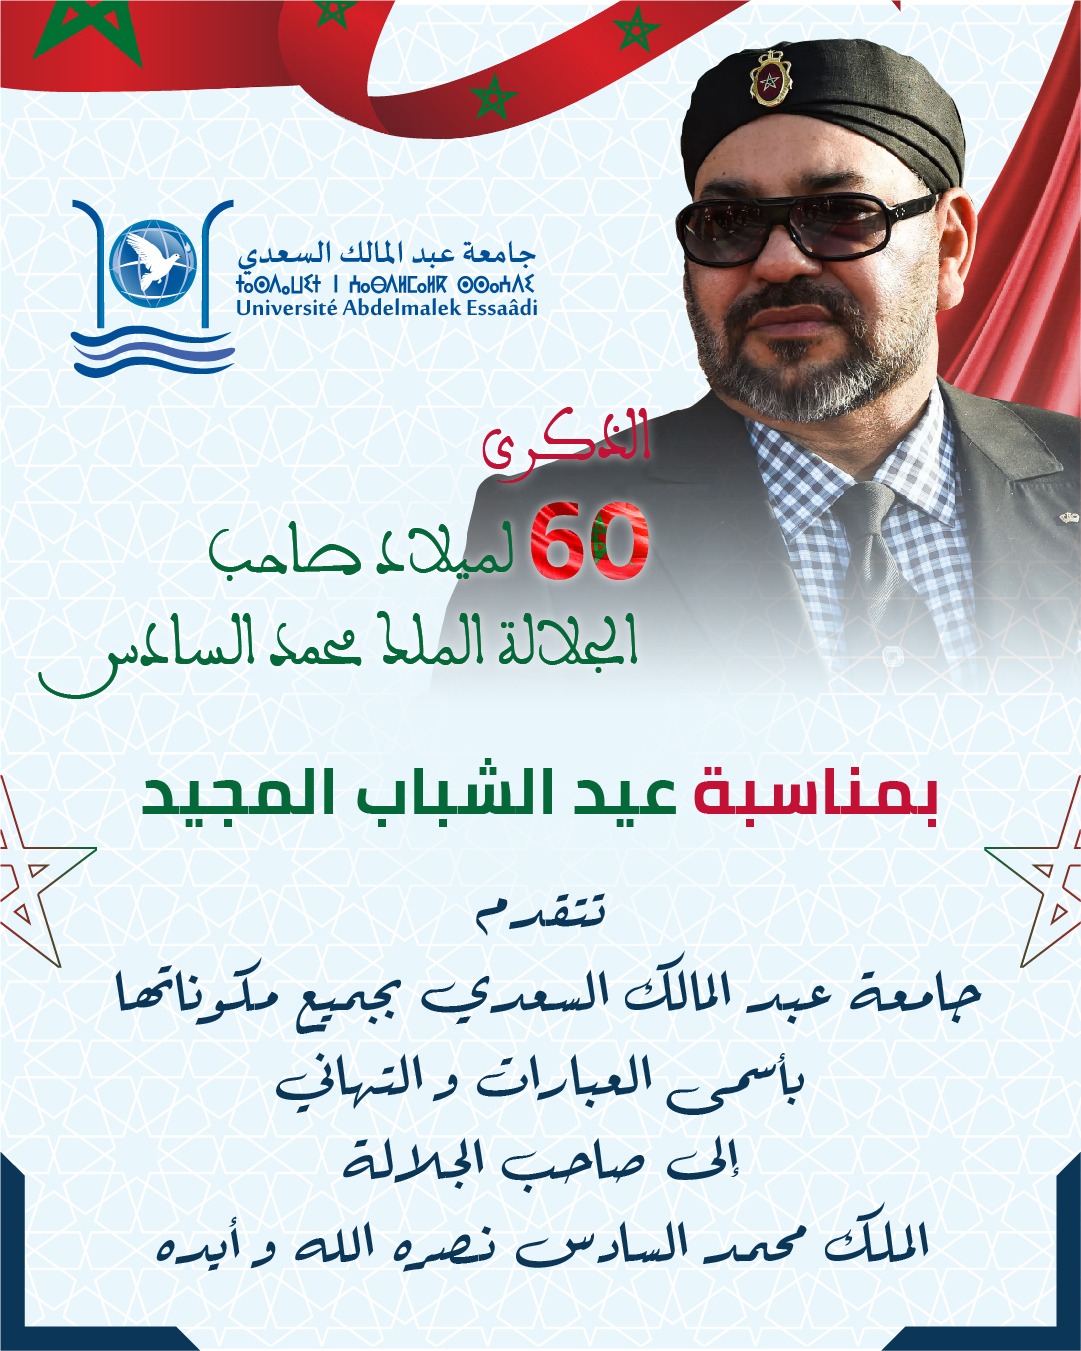 جامعة عبد المالك السعدي
ⵜⴰⵙⴷⴰⵡⵉⵜ ⵏ ⵄⴰⴱⴷⵍⵎⴰⵍⴽ ⵙⵙⴰⵄⴷⵉ
Université Abdelmalek Essaâdi
الذكرى
60 لميلاد صاحب
الجلالة الملك محمد السادس
بمناسبة عيد الشباب المجيد
تتقدم
جامعة عبد المالك السعدي بجميع مكوناتها
بأسمى العبارات و التهاني
إلى صاحب الجلالة
الملك محمد السادس نصره الله و أيده